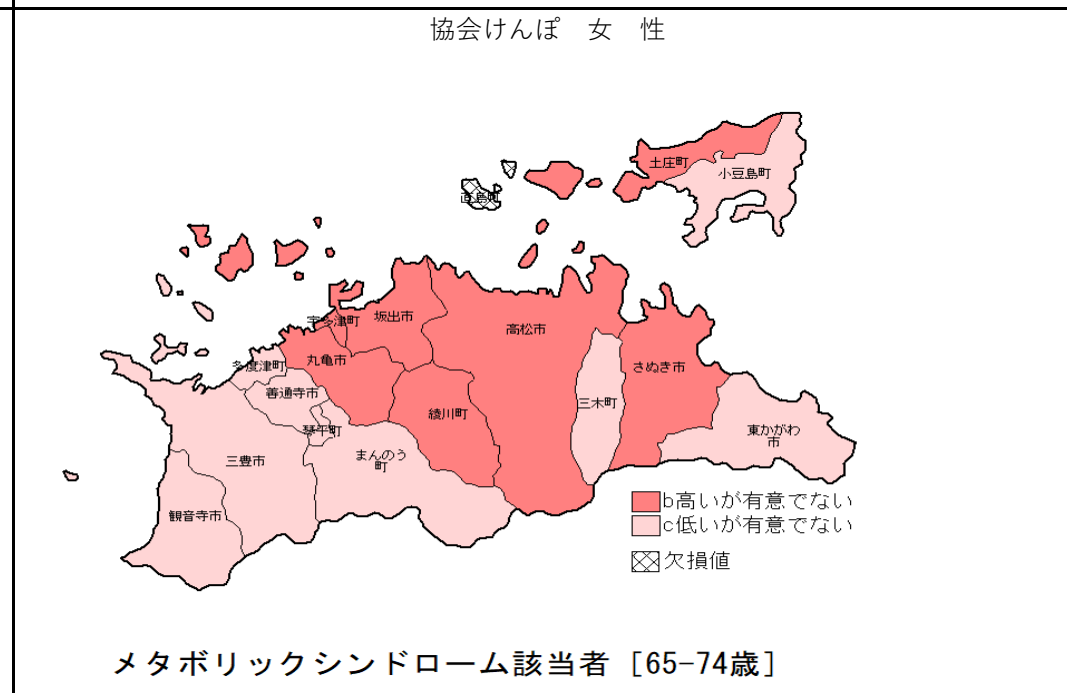 協会けんぽ 女 性
土庄町
小豆島町
直島町
宇多津町
坂出市
高松市
丸亀市
多度津町
さぬき市
善通寺市
綾川町
三木町
琴平町
東かがわ
市
まんのう
町
三豊市
観音寺市
b高いが有意でない
c低いが有意でない
欠損値
メタボリックシンドローム該当者［65-74歳］